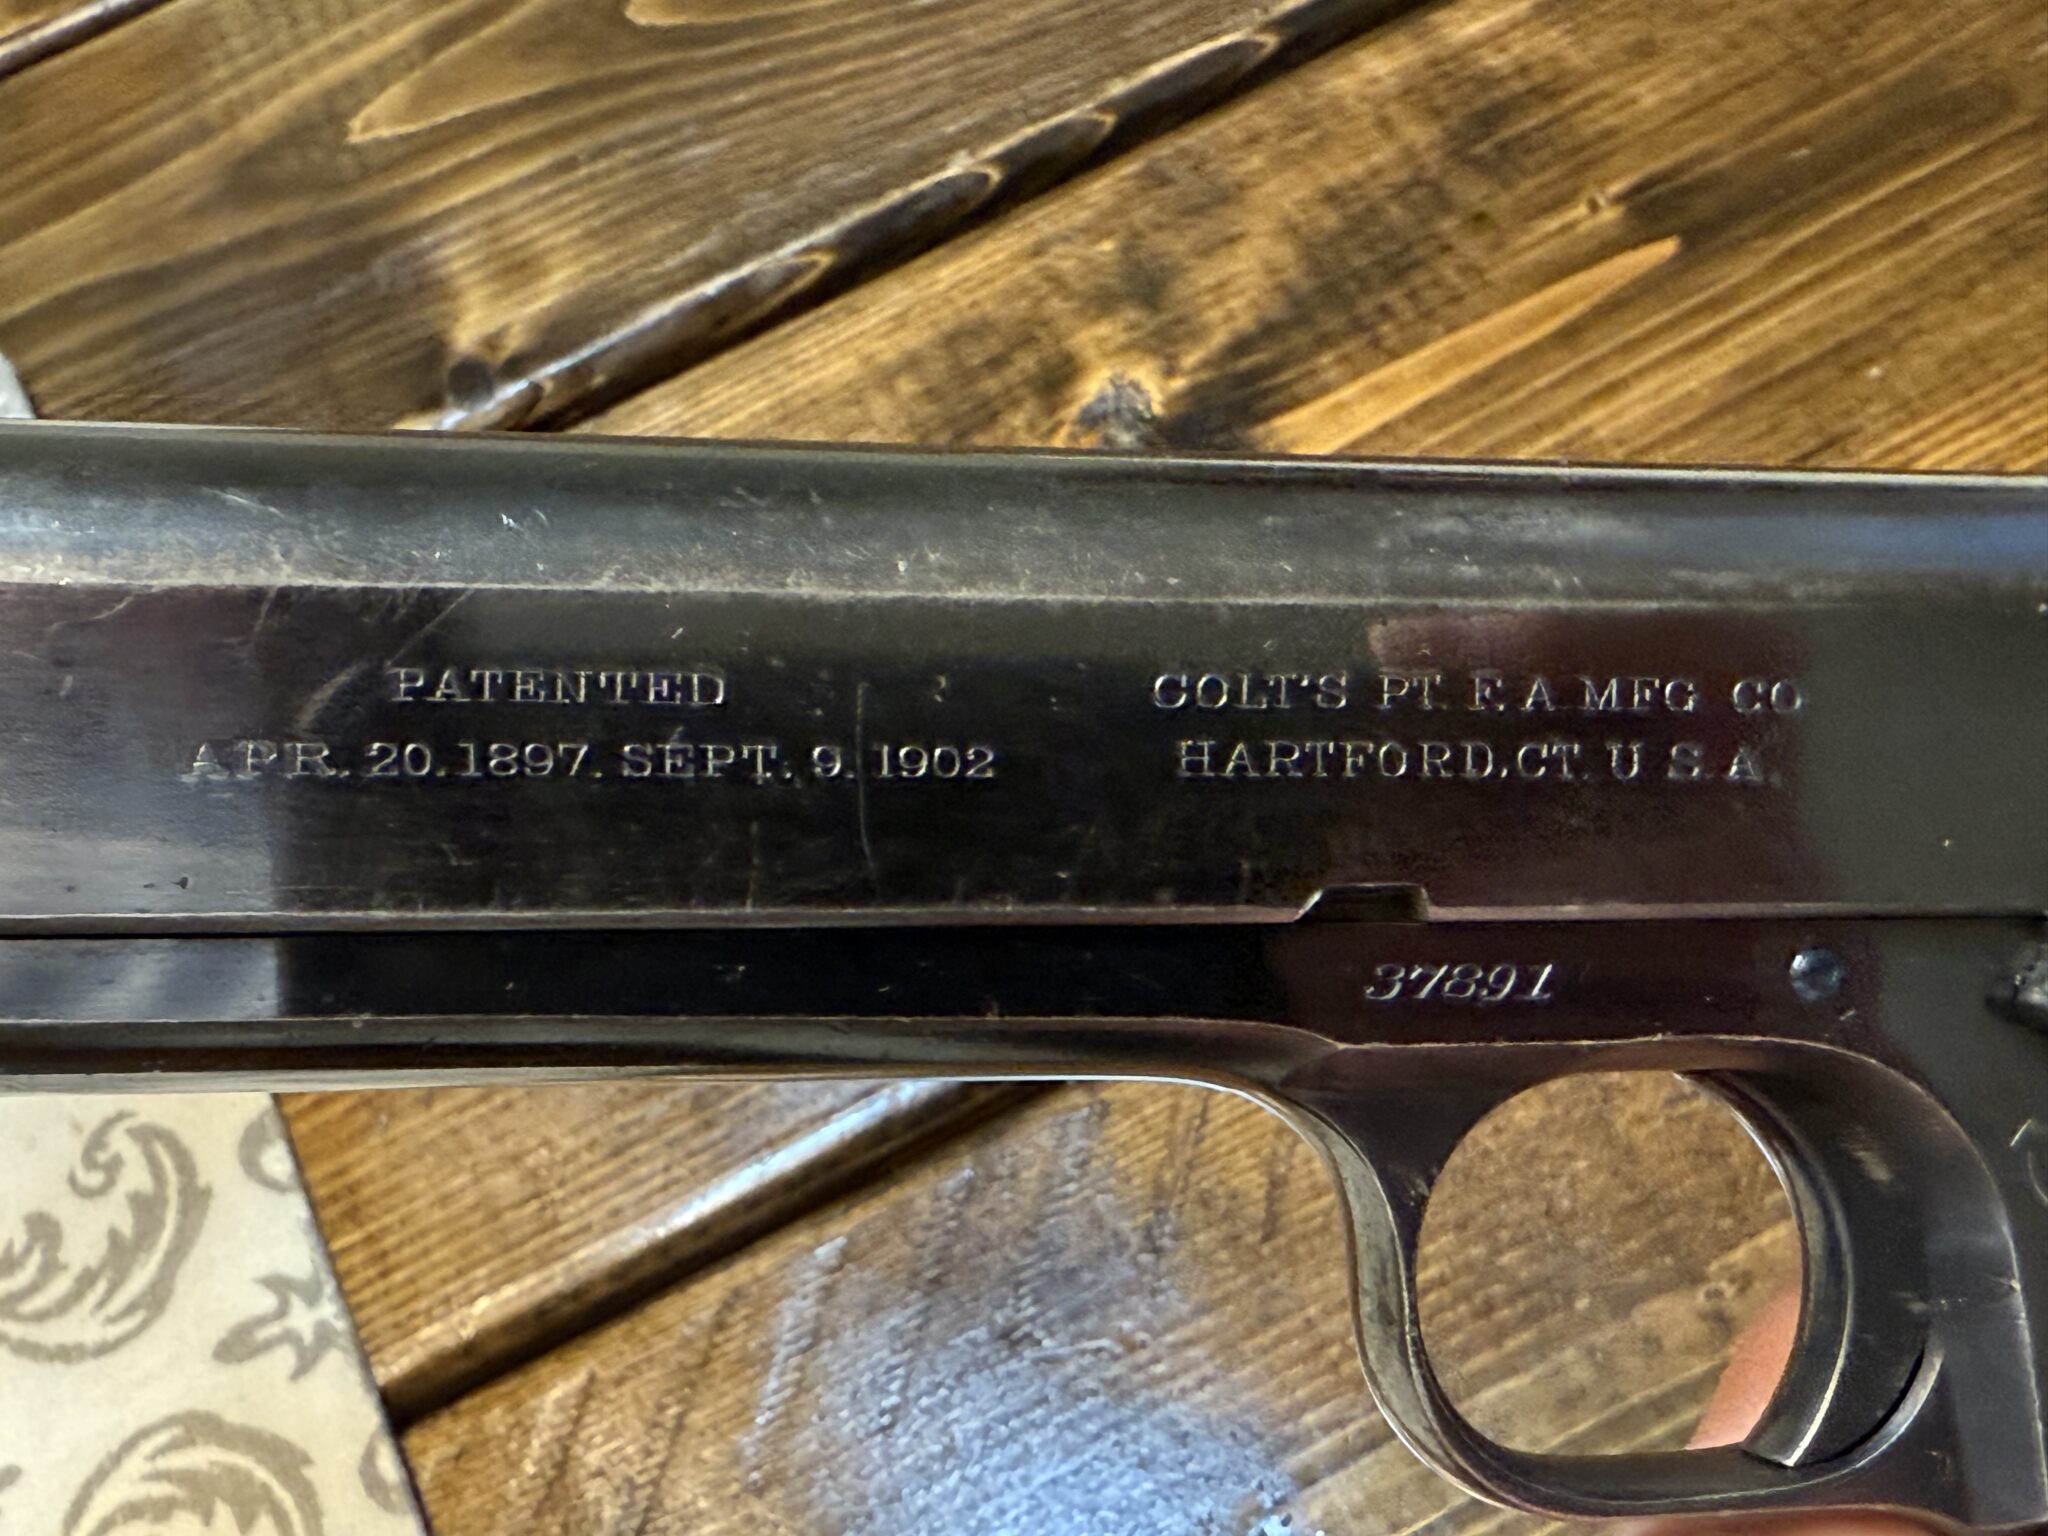 PATENTED
APR. 20. 1897. SEPT. 9. 1902
COLT'S PT. F. A. MFG CO
HARTFORD, CT. U S. A.
37891